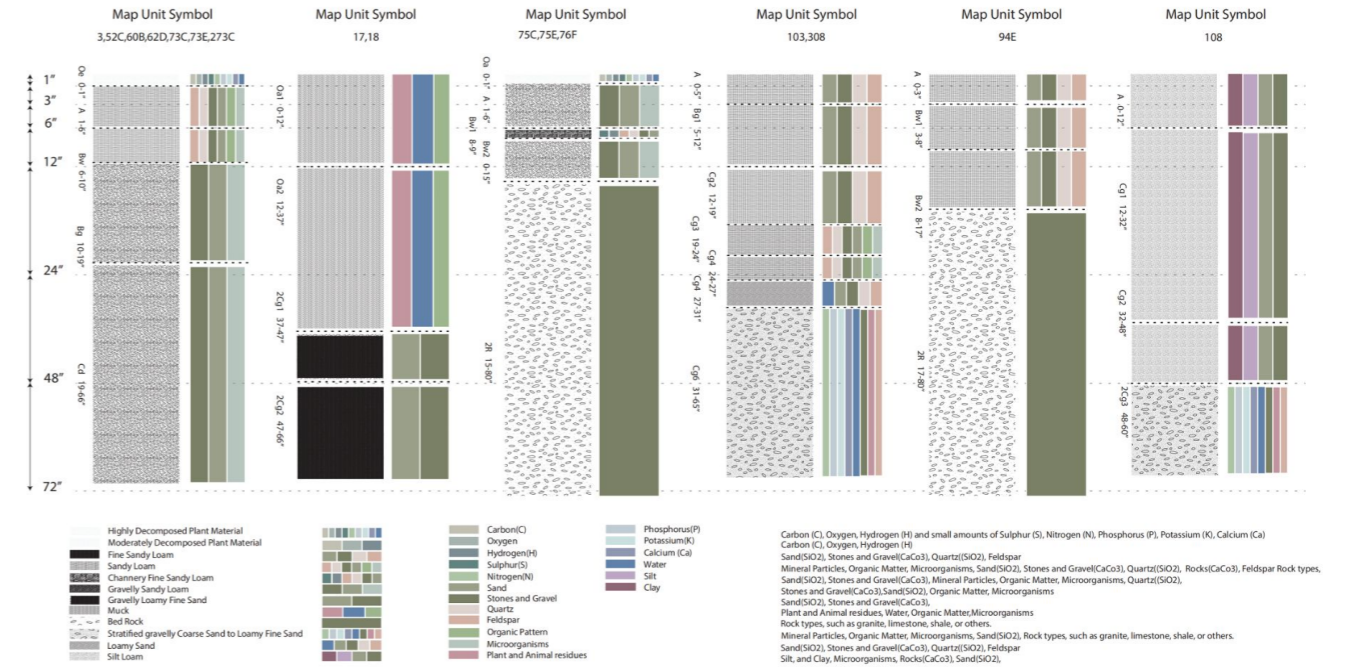 Map Unit Symbol
3,52C,60B,62D,73C,73E,273C
Map Unit Symbol
17,18
Map Unit Symbol
75C,75E,76F
Map Unit Symbol
103,308
Map Unit Symbol
94E
Map Unit Symbol
108
1”
3”
6”
12”
24”
48”
72”
Oe 0-1”
A 1-6”
Bw 6-10”
Bg 10-19”
Cd 19-66”
Oa1 0-12”
Oa2 12-37”
2Cg1 37-47”
2Cg2 47-66”
Oa 0-1”
A 1-6”
Bw1 8-9”
Bw2 0-15”
2R 15-80”
A 0-5”
Bg1 5-12”
Cg2 12-19”
Cg3 19-24”
Cg4 24-27”
Cg4 27-31”
Cg6 31-65”
A 0-3”
Bw1 3-8”
Bw2 8-17”
2R 17-80”
A 0-12”
Cg1 12-32”
Cg2 32-48”
2Cg3 48-60”
Highly Decomposed Plant Material
Moderately Decomposed Plant Material
Fine Sandy Loam
Sandy Loam
Channery Fine Sandy Loam
Gravelly Sandy Loam
Gravelly Loamy Fine Sand
Muck
Bed Rock
Stratified gravelly Coarse Sand to Loamy Fine Sand
Loamy Sand
Silt Loam
Carbon(C)
Oxygen
Hydrogen(H)
Sulphur(S)
Nitrogen(N)
Sand
Stones and Gravel
Quartz
Feldspar
Organic Pattern
Microorganisms
Plant and Animal residues
Phosphorus(P)
Potassium(K)
Calcium (Ca)
Water
Silt
Clay
Carbon (C), Oxygen, Hydrogen (H) and small amounts of Sulphur (S), Nitrogen (N), Phosphorus (P), Potassium (K), Calcium (Ca)
Carbon (C), Oxygen, Hydrogen (H)
Sand(SiO2), Stones and Gravel(CaCo3), Quartz((SiO2), Feldspar
Mineral Particles, Organic Matter, Microorganisms, Sand(SiO2), Stones and Gravel(CaCo3), Quartz((SiO2), Rocks(CaCo3), Feldspar Rock types,
Sand(SiO2), Stones and Gravel(CaCo3), Mineral Particles, Organic Matter, Microorganisms, Quartz((SiO2),
Stones and Gravel(CaCo3),Sand(SiO2), Organic Matter, Microorganisms
Sand(SiO2), Stones and Gravel(CaCo3),
Plant and Animal residues, Water, Organic Matter,Microorganisms
Rock types, such as granite, limestone, shale, or others.
Mineral Particles, Organic Matter, Microorganisms, Sand(SiO2), Rock types, such as granite, limestone, shale, or others.
Sand(SiO2), Stones and Gravel(CaCo3), Quartz((SiO2), Feldspar
Silt, and Clay, Microorganisms, Rocks(CaCo3), Sand(SiO2),